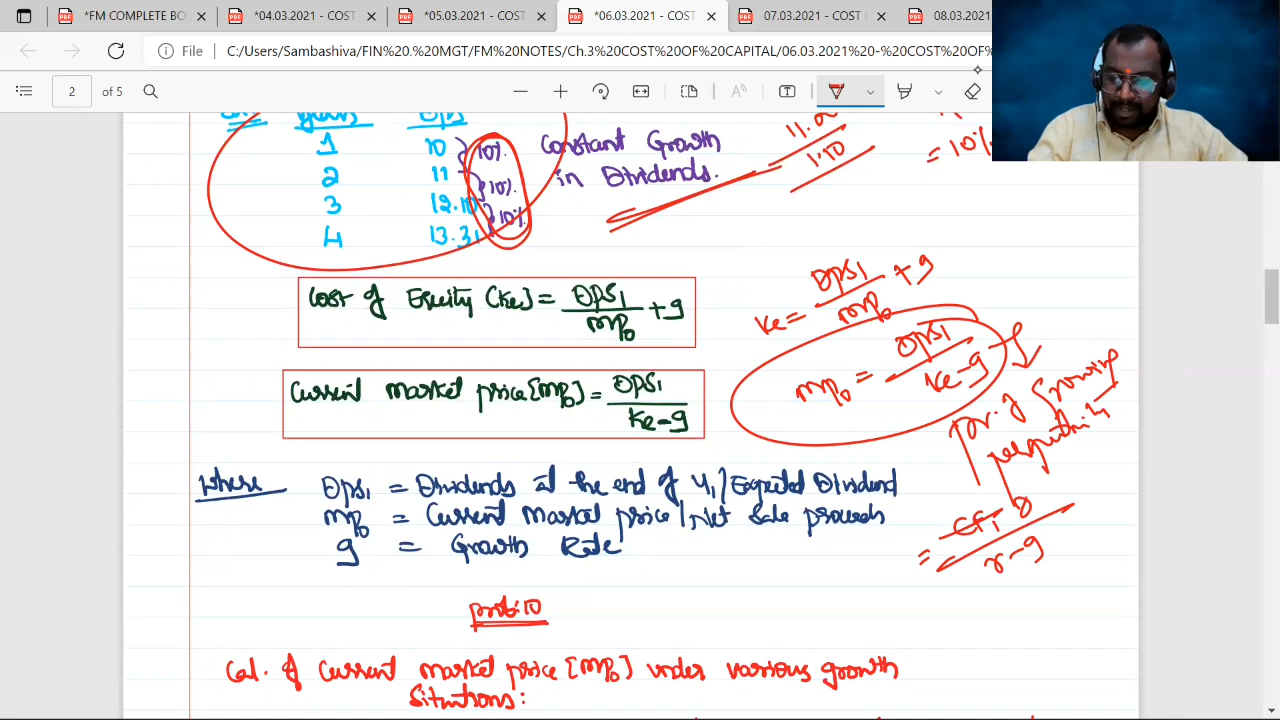 *FM COMPLETE BO
*04.03.2021 - COST
*05.03.2021 - COST
*06.03.2021 - COST
07.03.2021 - COST
08.03.2021
File C:/Users/Sambashiva/FIN%20.%20MGT/FM%20NOTES/Ch.3%20COST%20OF%20CAPITAL/06.03.2021%20-%20COST%20OF%
2 of 5
years DPS
1 10 } 10%.
2 11 } 10%.
3 12.10 } 10%
4 13.31
Constant Growth
in Dividends.
1.10
= 10%
Cost of Equity (Ke) = DPS1 / MP0 + g
Current Market price [MP0] = DPS1 / Ke-g
Ke = DPS1 / MP0 + g
MP0 = DPS1 / Ke-g
growing
perpetuity
= CF1 / r-g
Where DPS1 = Dividends at the end of Y1/Expected Dividend
MP0 = Current Market price/Net Sale proceeds
g = Growth Rate
prob:10
Cal. of Current Market price [MP0] under various growth
Situations: